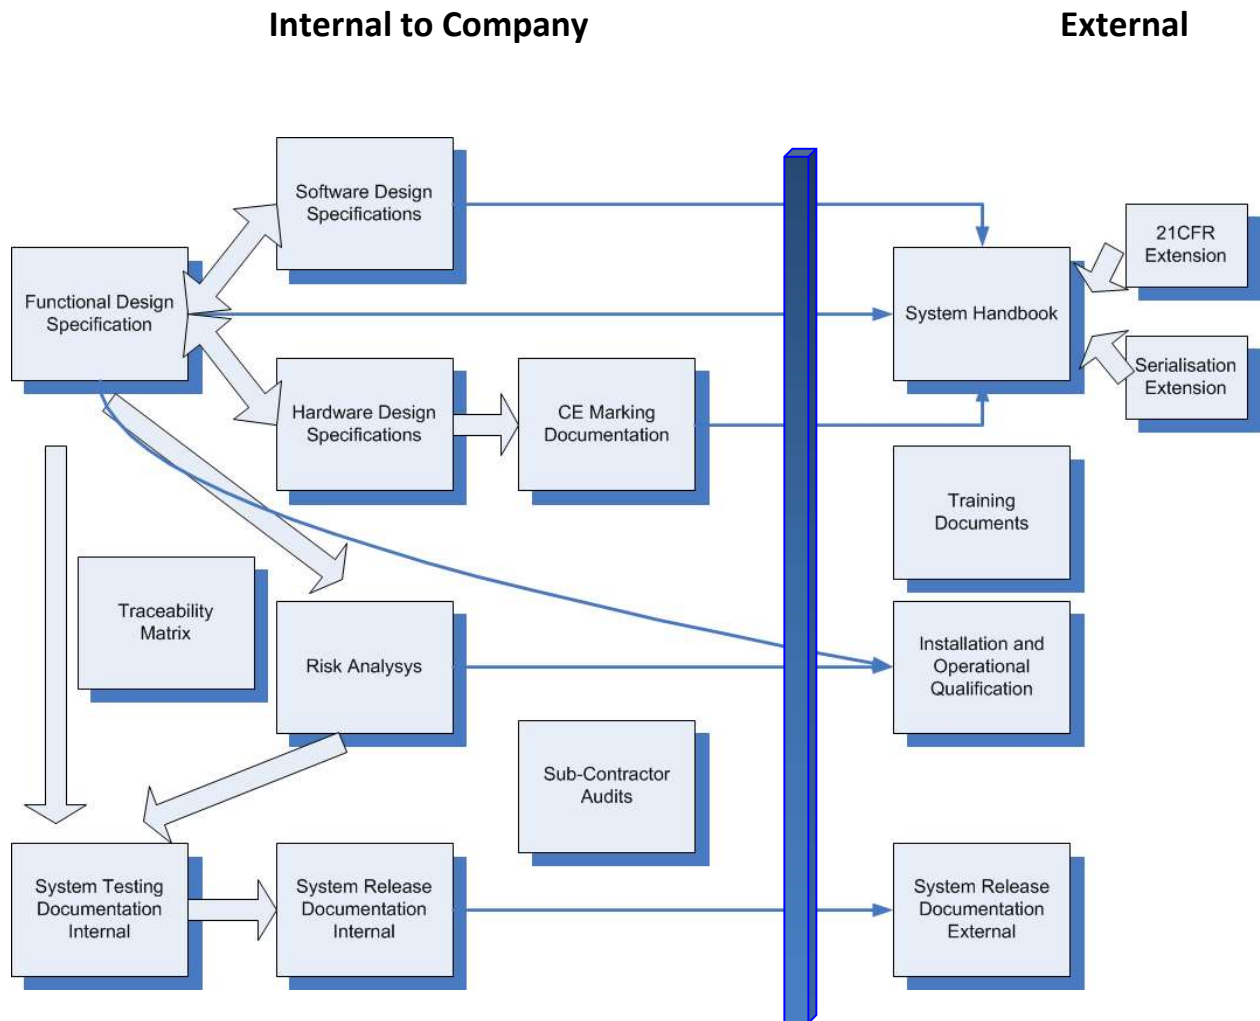 Internal to Company
External
Software Design
Specifications
21CFR
Extension
Functional Design
Specification
System Handbook
Serialisation
Extension
Hardware Design
Specifications
CE Marking
Documentation
Training
Documents
Traceability
Matrix
Risk Analysys
Installation and
Operational
Qualification
Sub-Contractor
Audits
System Testing
Documentation
Internal
System Release
Documentation
Internal
System Release
Documentation
External